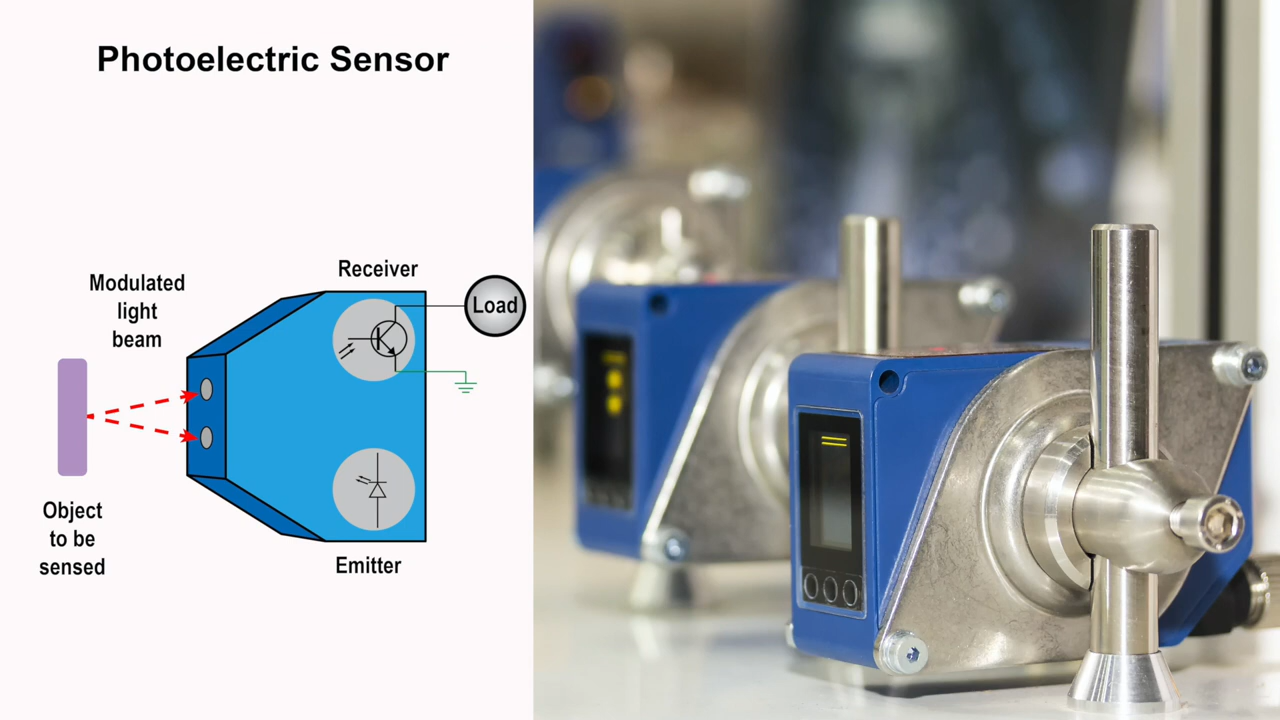 Photoelectric Sensor
Receiver
Modulated
light
beam
Load
Object
to be
sensed
Emitter